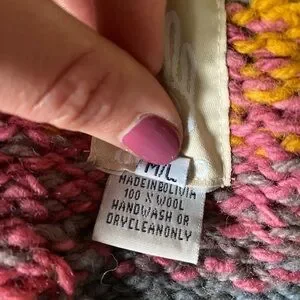 M/L
MADEINBOLIVIA
100 % WOOL
HANDWASH OR
DRYCLEANONLY